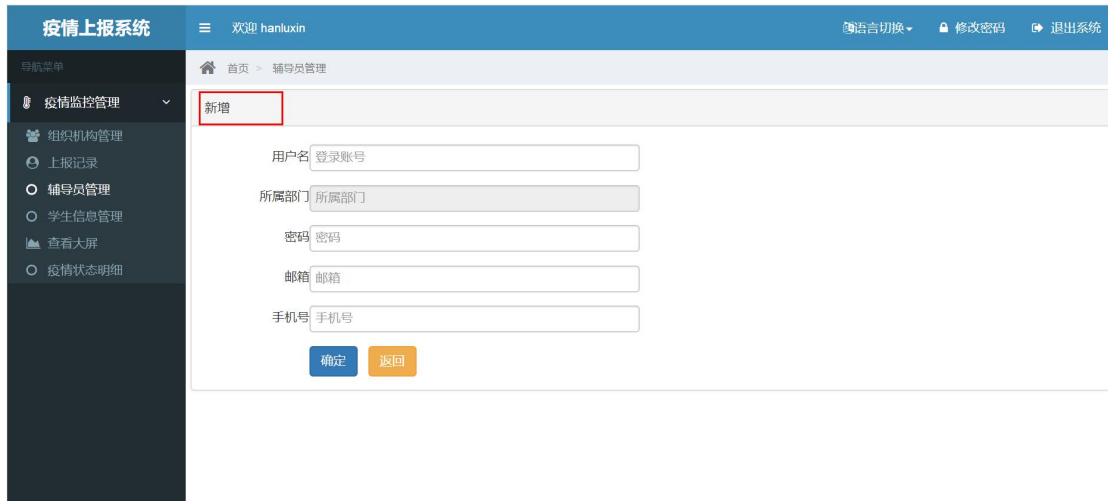 疫情上报系统
欢迎 hanluxin
语言切换
修改密码
退出系统
导航菜单
首页 > 辅导员管理
疫情监控管理
组织机构管理
上报记录
辅导员管理
学生信息管理
查看大屏
疫情状态明细
新增
用户名 登录账号
所属部门 所属部门
密码 密码
邮箱 邮箱
手机号 手机号
确定
返回